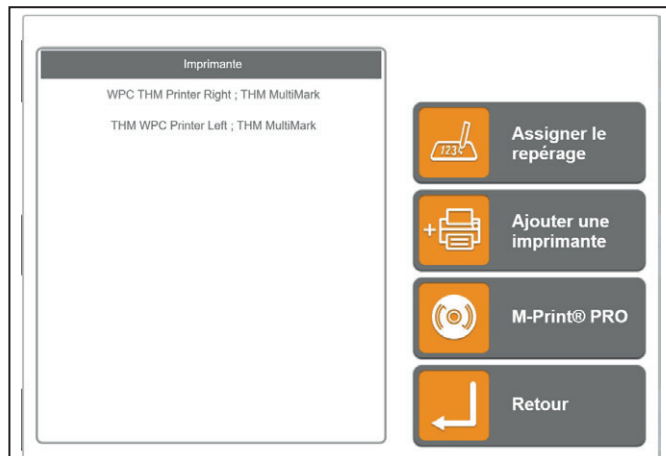 Imprimante
WPC THM Printer Right ; THM MultiMark
THM WPC Printer Left ; THM MultiMark
123
Assigner le
repérage
+
Ajouter une
imprimante
M-Print® PRO
Retour